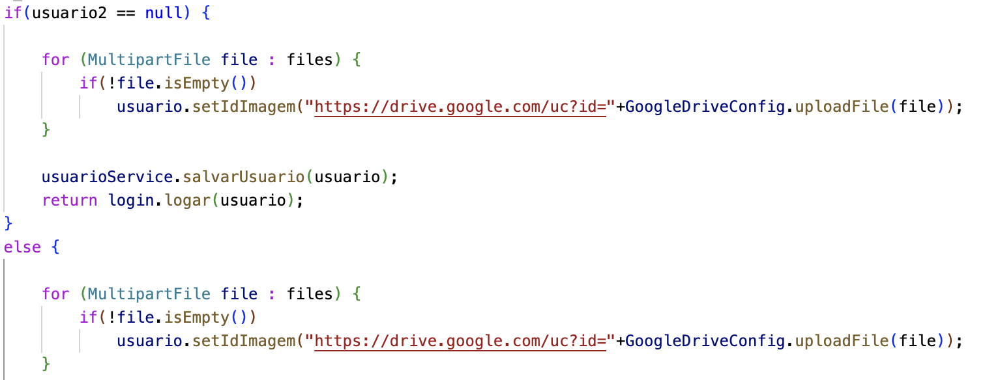 if(usuario2 == null) {
for (MultipartFile file : files) {
if(!file.isEmpty())
usuario.setIdImagem("https://drive.google.com/uc?id="+GoogleDriveConfig.uploadFile(file));
}
usuarioService.salvarUsuario(usuario);
return login.logar(usuario);
}
else {
for (MultipartFile file : files) {
if(!file.isEmpty())
usuario.setIdImagem("https://drive.google.com/uc?id="+GoogleDriveConfig.uploadFile(file));
}